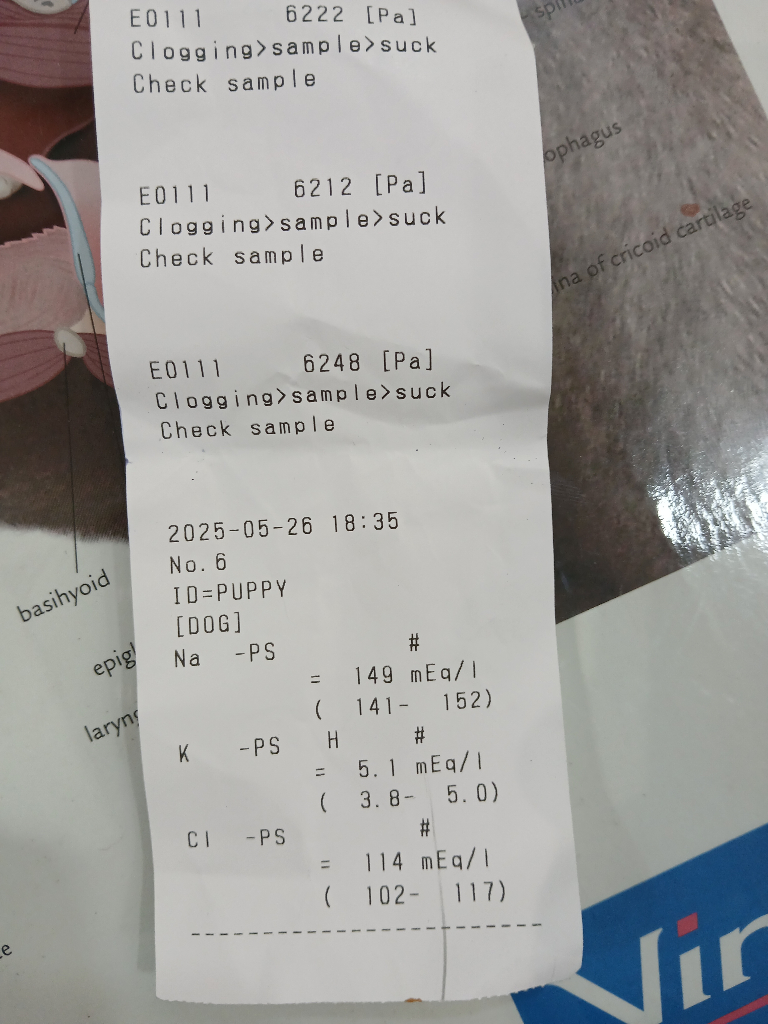 E0111 6222 [Pa]
Clogging>sample>suck
Check sample
E0111 6212 [Pa]
Clogging>sample>suck
Check sample
E0111 6248 [Pa]
Clogging>sample>suck
Check sample
2025-05-26 18:35
No.6
ID=PUPPY
[DOG]
Na -PS #
= 149 mEq/l
( 141- 152)
K -PS H #
= 5.1 mEq/l
( 3.8- 5.0)
Cl -PS #
= 114 mEq/l
( 102- 117)
--------------------------------
ophagus
ina of cricoid cartilage
basihyoid
epigl
laryng
Vir